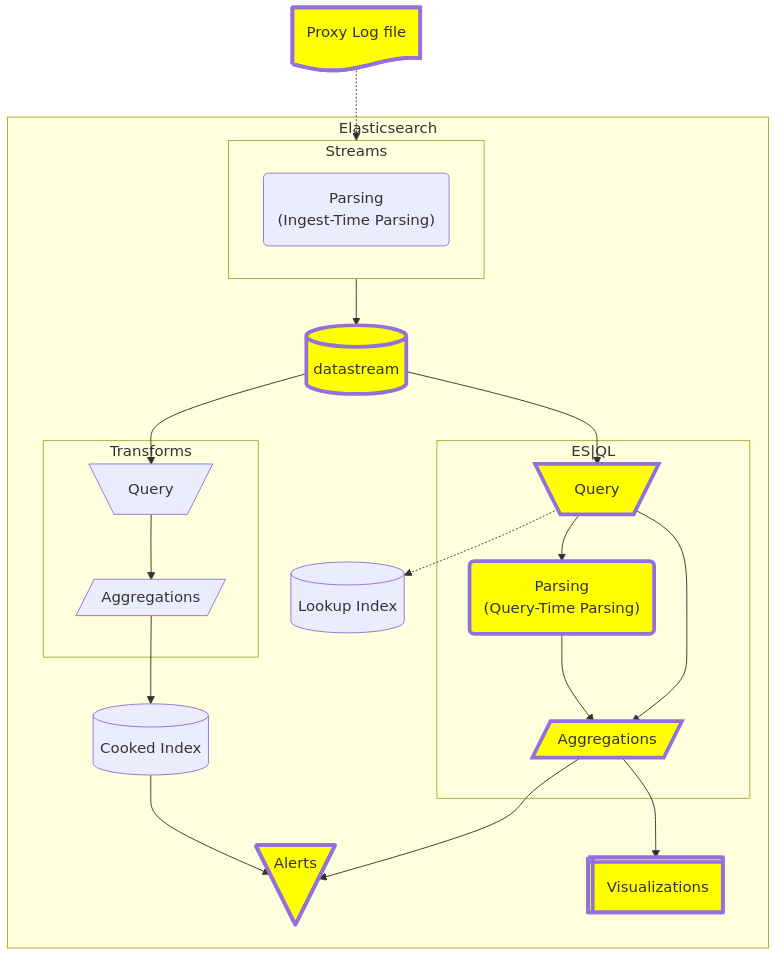 Proxy Log file
Elasticsearch
Streams
Parsing
(Ingest-Time Parsing)
datastream
Transforms
ES|QL
Query
Query
Lookup Index
Parsing
(Query-Time Parsing)
Aggregations
Cooked Index
Aggregations
Alerts
Visualizations